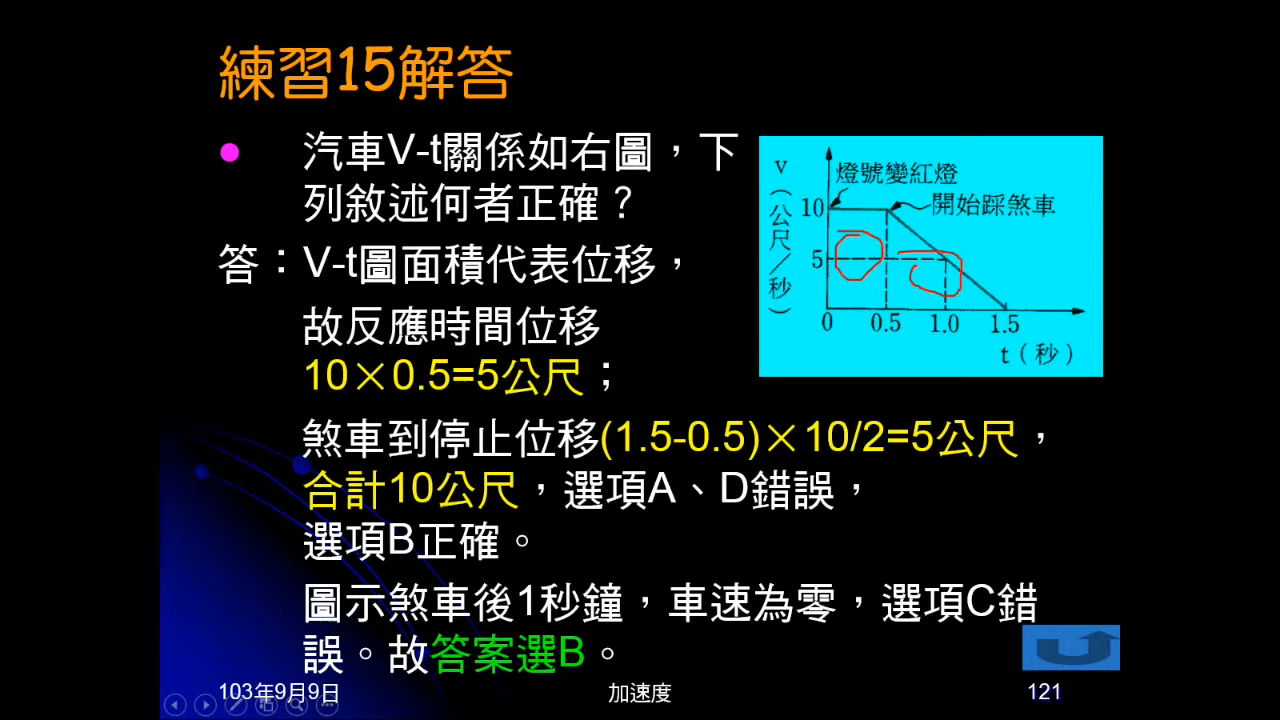 練習15解答
汽車V-t關係如右圖，下
列敘述何者正確？
答：V-t圖面積代表位移，
故反應時間位移
10×0.5=5公尺；
煞車到停止位移(1.5-0.5)×10/2=5公尺，
合計10公尺，選項A、D錯誤，
選項B正確。
圖示煞車後1秒鐘，車速為零，選項C錯
誤。故答案選B。
v（公尺／秒）
燈號變紅燈
10
開始踩煞車
5
0 0.5 1.0 1.5
t（秒）
103年9月9日
加速度
121